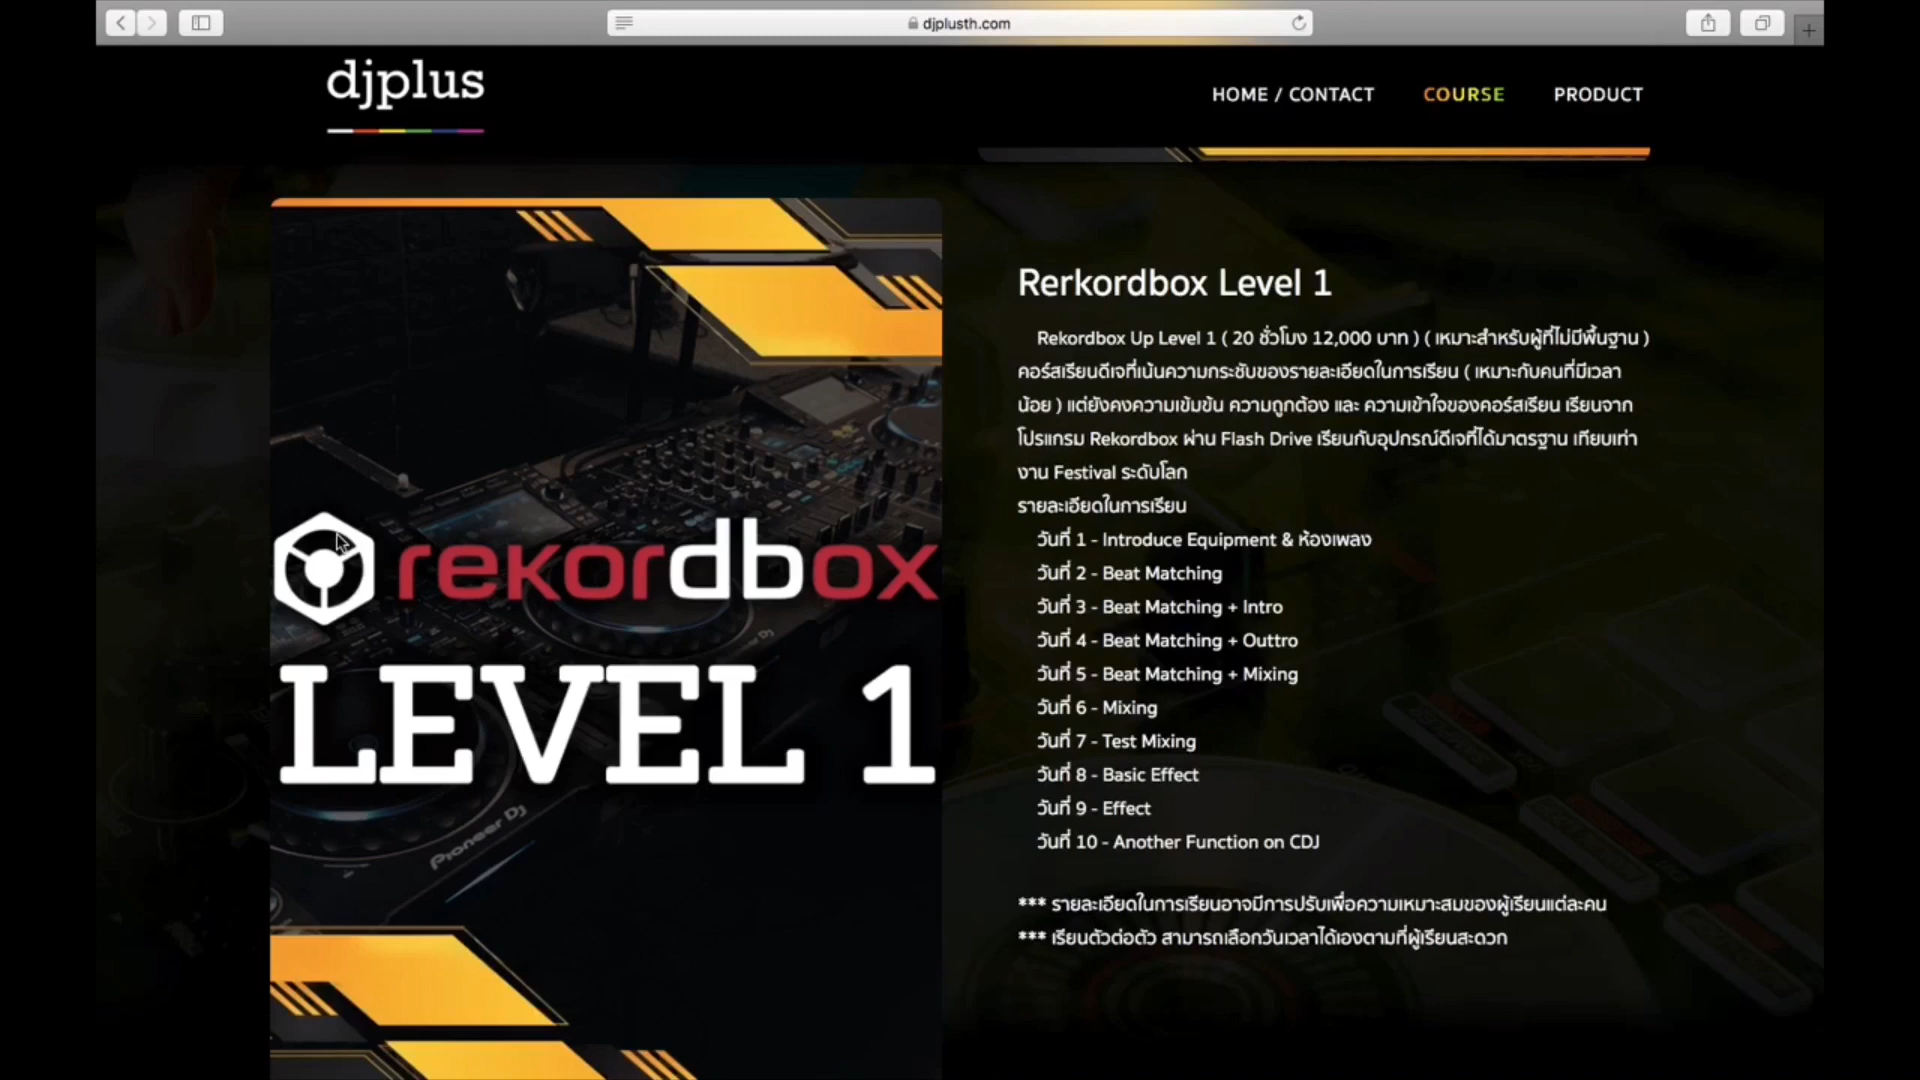 djplusth.com
djplus
HOME / CONTACT
COURSE
PRODUCT
rekordbox
LEVEL 1
Pioneer DJ
Rerkordbox Level 1
Rekordbox Up Level 1 ( 20 ชั่วโมง 12,000 บาท ) ( เหมาะสำหรับผู้ที่ไม่มีพื้นฐาน )
คอร์สเรียนดีเจที่เน้นความกระชับของรายละเอียดในการเรียน ( เหมาะกับคนที่มีเวลา
น้อย ) แต่ยังคงความเข้มข้น ความถูกต้อง และ ความเข้าใจของคอร์สเรียน เรียนจาก
โปรแกรม Rekordbox ผ่าน Flash Drive เรียนกับอุปกรณ์ดีเจที่ได้มาตรฐาน เทียบเท่า
งาน Festival ระดับโลก
รายละเอียดในการเรียน
วันที่ 1 - Introduce Equipment & ห้องเพลง
วันที่ 2 - Beat Matching
วันที่ 3 - Beat Matching + Intro
วันที่ 4 - Beat Matching + Outtro
วันที่ 5 - Beat Matching + Mixing
วันที่ 6 - Mixing
วันที่ 7 - Test Mixing
วันที่ 8 - Basic Effect
วันที่ 9 - Effect
วันที่ 10 - Another Function on CDJ
*** รายละเอียดในการเรียนอาจมีการปรับเพื่อความเหมาะสมของผู้เรียนแต่ละคน
*** เรียนตัวต่อตัว สามารถเลือกวันเวลาได้เองตามที่ผู้เรียนสะดวก